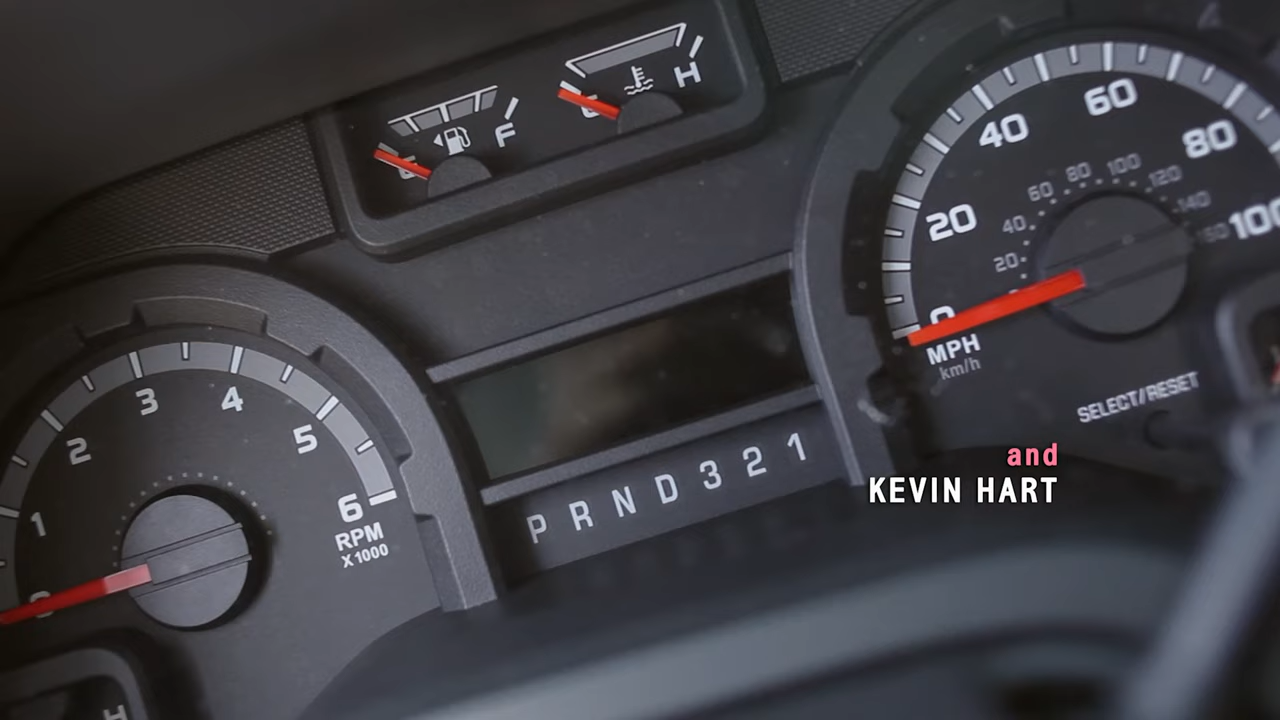 F
H
40 60 80 100
20
60 80 100 120 140
40
20
0
MPH
km/h
SELECT/RESET
1 2 3 4 5 6
RPM
X1000
P R N D 3 2 1
and
KEVIN HART
H